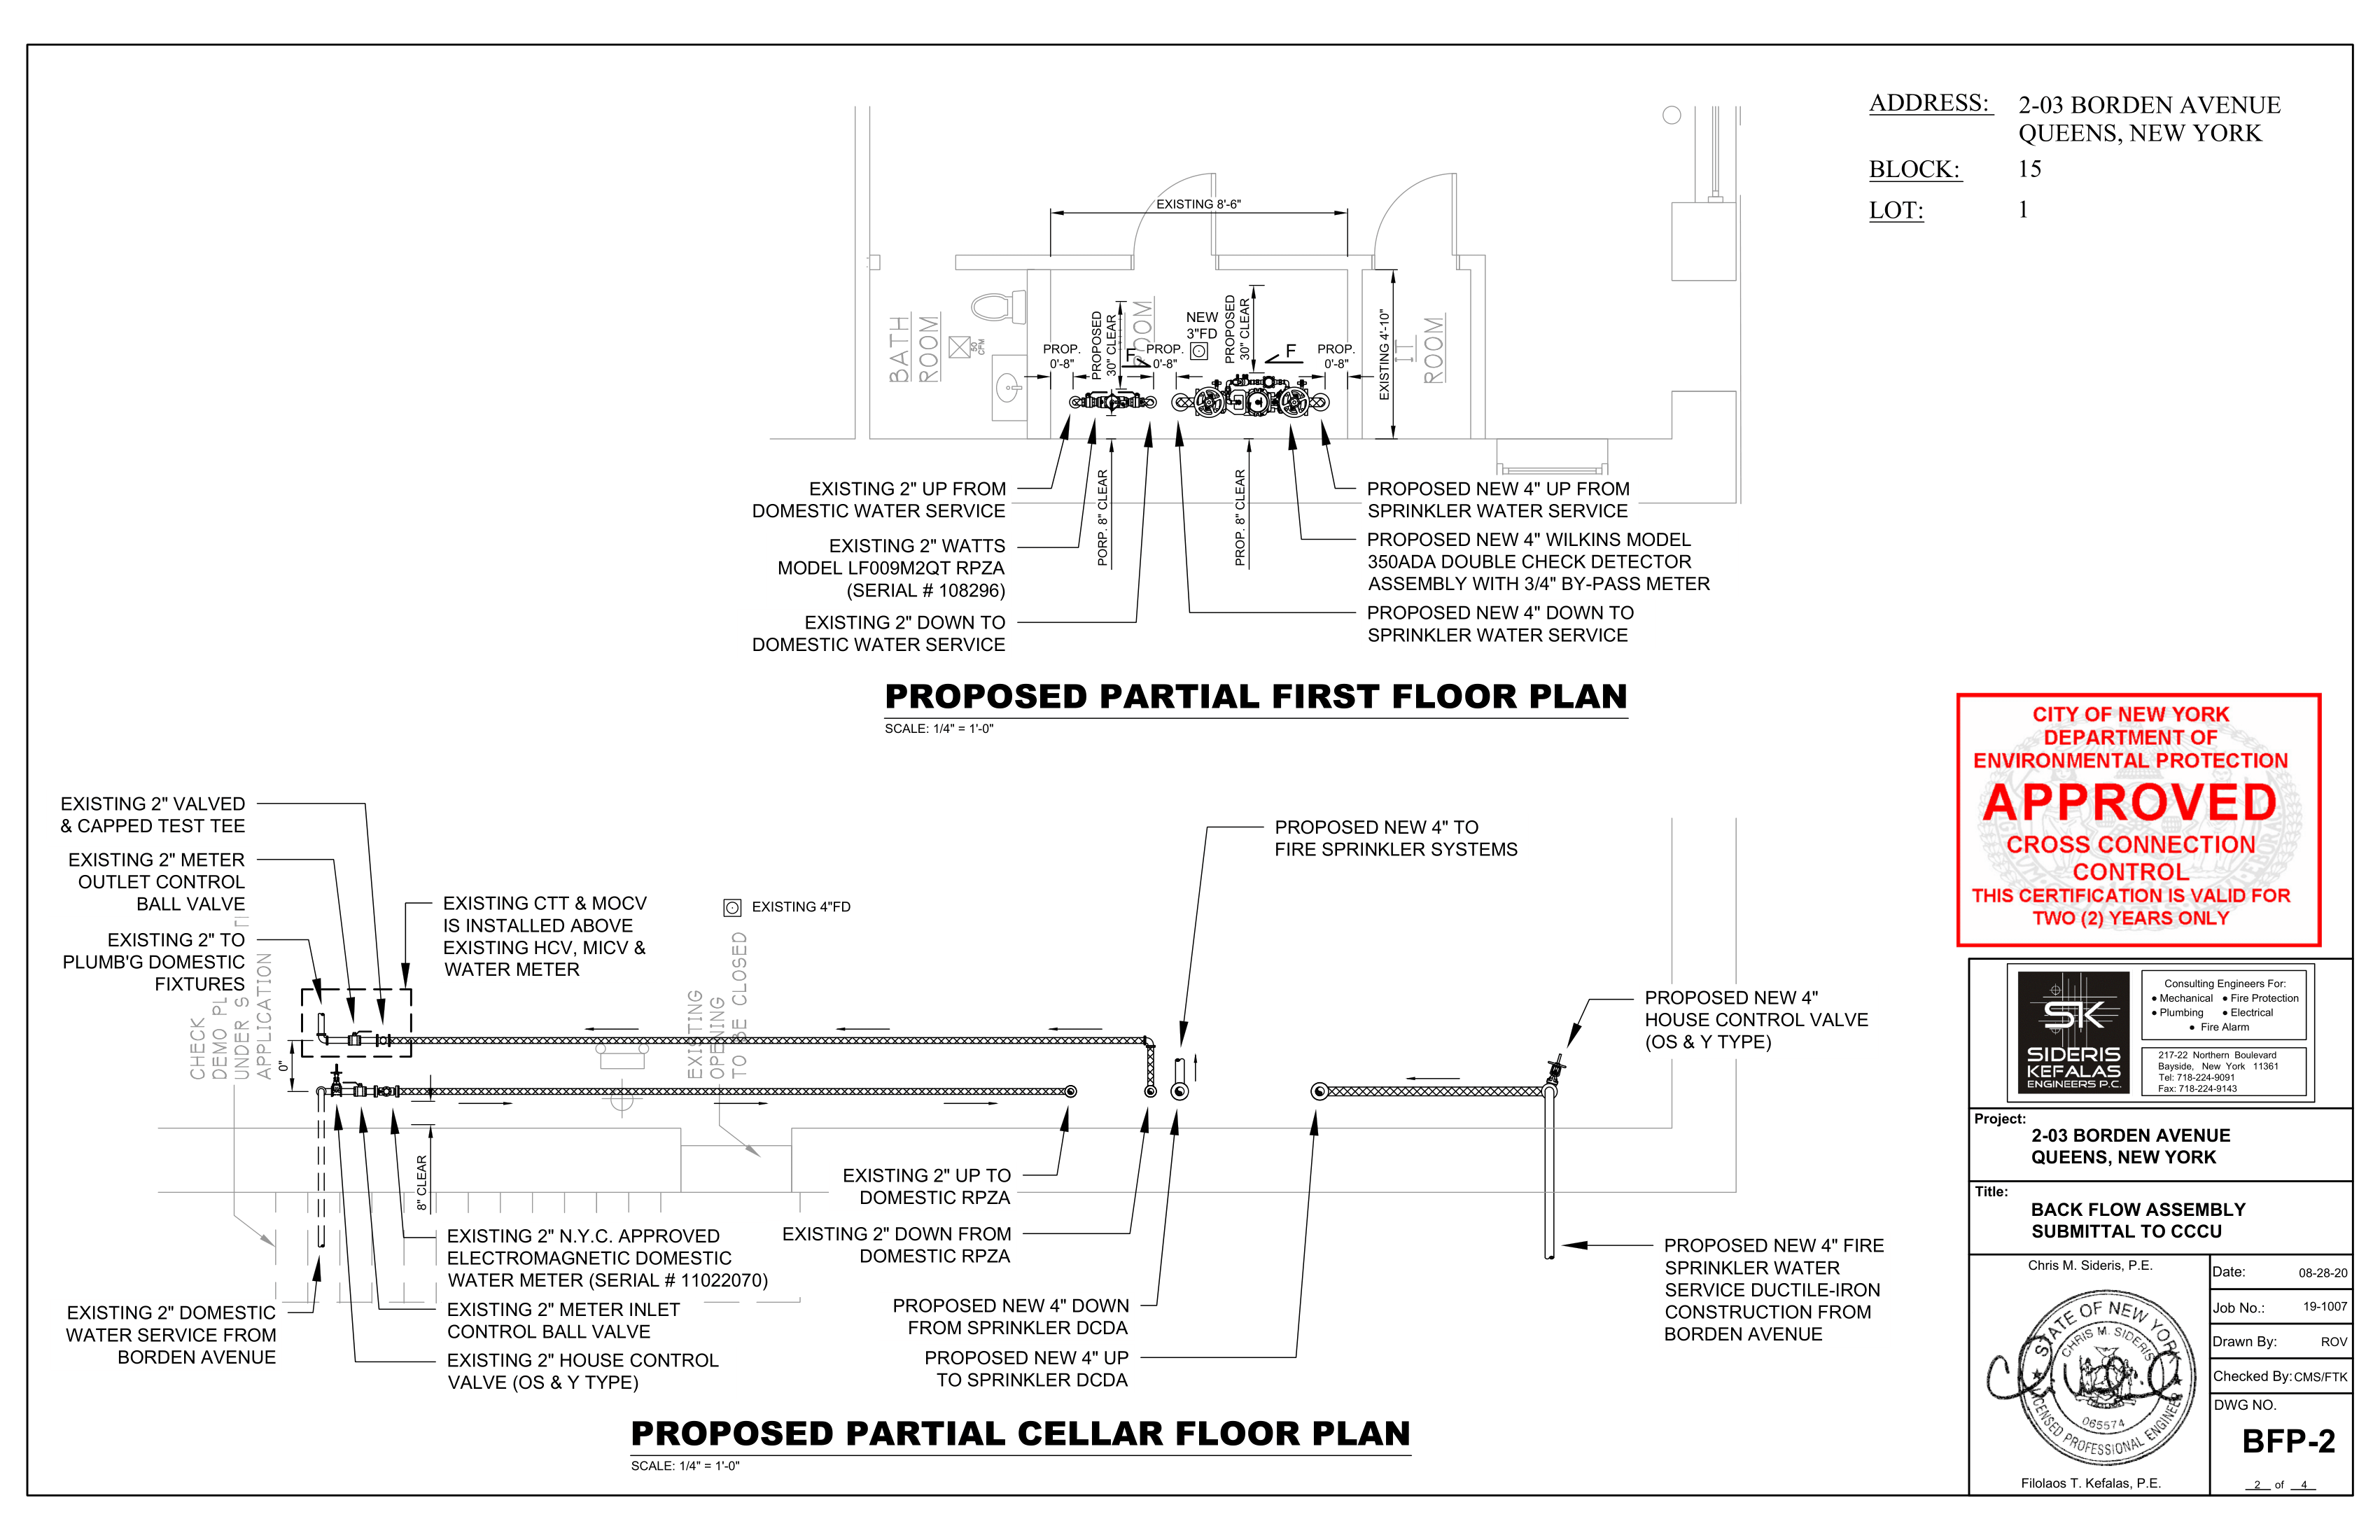 ADDRESS: 2-03 BORDEN AVENUE
QUEENS, NEW YORK
BLOCK: 15
LOT: 1
EXISTING 8'-6"
BATH
ROOM
50
CFM
PROP.
0'-8"
PROPOSED
30" CLEAR
F
ROOM
PROP.
0'-8"
NEW
3"FD
PROPOSED
30" CLEAR
F
PROP.
0'-8"
EXISTING 4'-10"
IT
ROOM
EXISTING 2" UP FROM
DOMESTIC WATER SERVICE
EXISTING 2" WATTS
MODEL LF009M2QT RPZA
(SERIAL # 108296)
EXISTING 2" DOWN TO
DOMESTIC WATER SERVICE
PORP. 8" CLEAR
PROP. 8" CLEAR
PROPOSED NEW 4" UP FROM
SPRINKLER WATER SERVICE
PROPOSED NEW 4" WILKINS MODEL
350ADA DOUBLE CHECK DETECTOR
ASSEMBLY WITH 3/4" BY-PASS METER
PROPOSED NEW 4" DOWN TO
SPRINKLER WATER SERVICE
PROPOSED PARTIAL FIRST FLOOR PLAN
SCALE: 1/4" = 1'-0"
EXISTING 2" VALVED
& CAPPED TEST TEE
EXISTING 2" METER
OUTLET CONTROL
BALL VALVE
EXISTING 2" TO
PLUMB'G DOMESTIC
FIXTURES
CHECK
DEMO PL
UNDER S
APPLICATION
EXISTING CTT & MOCV
IS INSTALLED ABOVE
EXISTING HCV, MICV &
WATER METER
EXISTING 4"FD
EXISTING
OPENING
TO BE CLOSED
PROPOSED NEW 4" TO
FIRE SPRINKLER SYSTEMS
PROPOSED NEW 4"
HOUSE CONTROL VALVE
(OS & Y TYPE)
0"
8" CLEAR
EXISTING 2" UP TO
DOMESTIC RPZA
EXISTING 2" DOWN FROM
DOMESTIC RPZA
EXISTING 2" N.Y.C. APPROVED
ELECTROMAGNETIC DOMESTIC
WATER METER (SERIAL # 11022070)
EXISTING 2" METER INLET
CONTROL BALL VALVE
EXISTING 2" HOUSE CONTROL
VALVE (OS & Y TYPE)
EXISTING 2" DOMESTIC
WATER SERVICE FROM
BORDEN AVENUE
PROPOSED NEW 4" DOWN
FROM SPRINKLER DCDA
PROPOSED NEW 4" UP
TO SPRINKLER DCDA
PROPOSED NEW 4" FIRE
SPRINKLER WATER
SERVICE DUCTILE-IRON
CONSTRUCTION FROM
BORDEN AVENUE
PROPOSED PARTIAL CELLAR FLOOR PLAN
SCALE: 1/4" = 1'-0"
CITY OF NEW YORK
DEPARTMENT OF
ENVIRONMENTAL PROTECTION
APPROVED
CROSS CONNECTION
CONTROL
THIS CERTIFICATION IS VALID FOR
TWO (2) YEARS ONLY
SK
SIDERIS
KEFALAS
ENGINEERS P.C.
Consulting Engineers For:
● Mechanical ● Fire Protection
● Plumbing ● Electrical
● Fire Alarm
217-22 Northern Boulevard
Bayside, New York 11361
Tel: 718-224-9091
Fax: 718-224-9143
Project:
2-03 BORDEN AVENUE
QUEENS, NEW YORK
Title:
BACK FLOW ASSEMBLY
SUBMITTAL TO CCCU
Chris M. Sideris, P.E.
STATE OF NEW YORK
CHRIS M. SIDERIS
065574
LICENSED PROFESSIONAL ENGINEER
Filolaos T. Kefalas, P.E.
Date: 08-28-20
Job No.: 19-1007
Drawn By: ROV
Checked By: CMS/FTK
DWG NO.
BFP-2
2 of 4